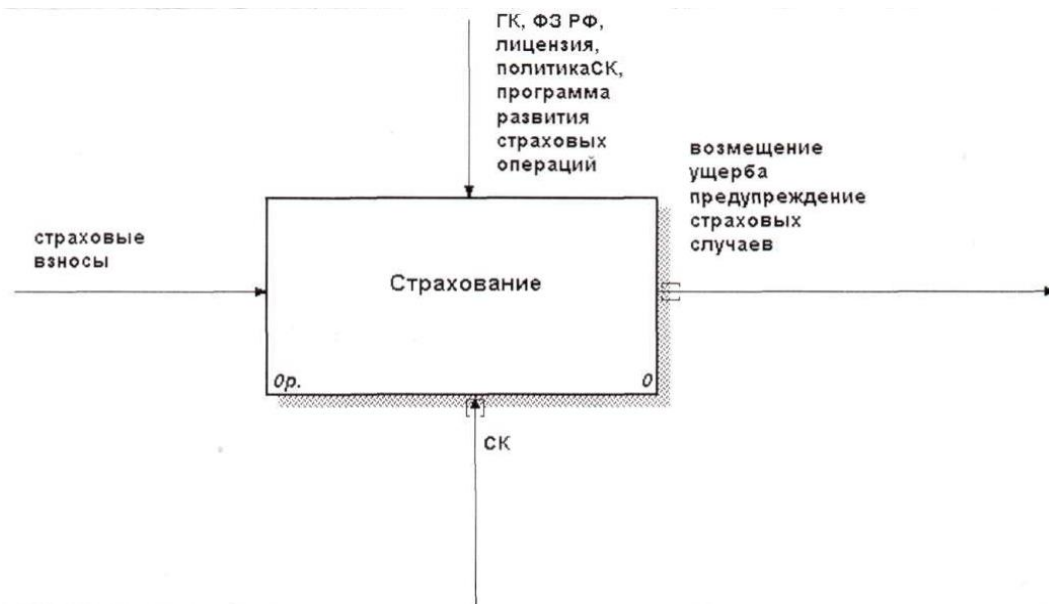 ГК, ФЗ РФ,
лицензия,
политикаСК,
программа
развития
страховых
операций
возмещение
ущерба
предупреждение
страховых
случаев
страховые
взносы
Страхование
0р.
0
СК